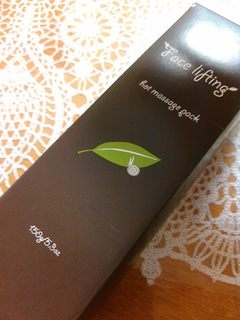 Face lifting
hot massage pack
150g/5.3oz